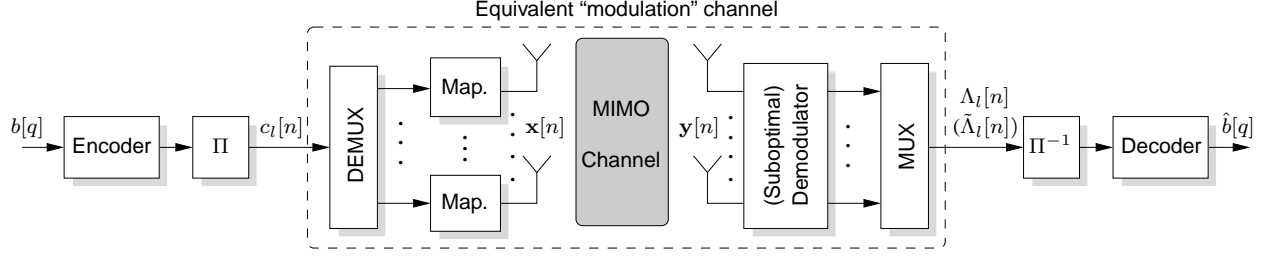 Equivalent “modulation” channel
b[q]
Encoder
Π
c_l[n]
DEMUX
Map.
Map.
x[n]
MIMO
Channel
y[n]
(Suboptimal)
Demodulator
MUX
Λ_l[n]
(Λ̃_l[n])
Π⁻¹
Decoder
b̂[q]